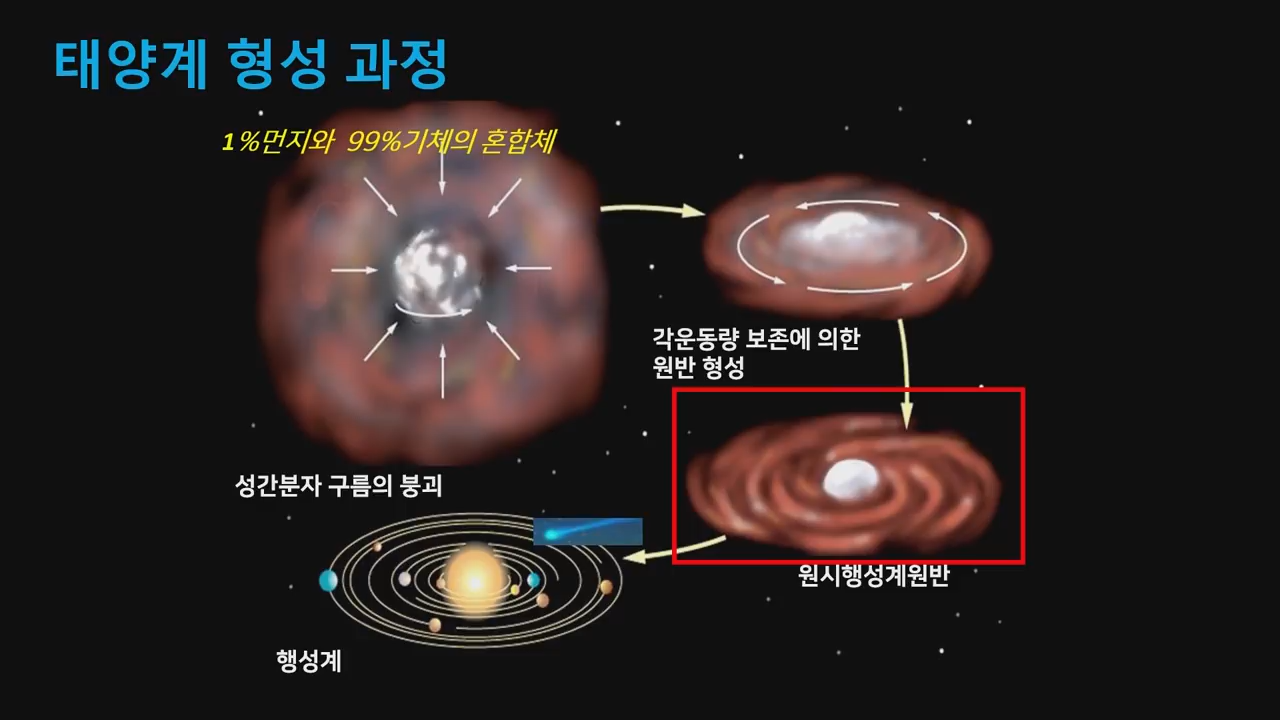 태양계 형성 과정
1%먼지와 99%기체의 혼합체
각운동량 보존에 의한
원반 형성
성간분자 구름의 붕괴
원시행성계원반
행성계